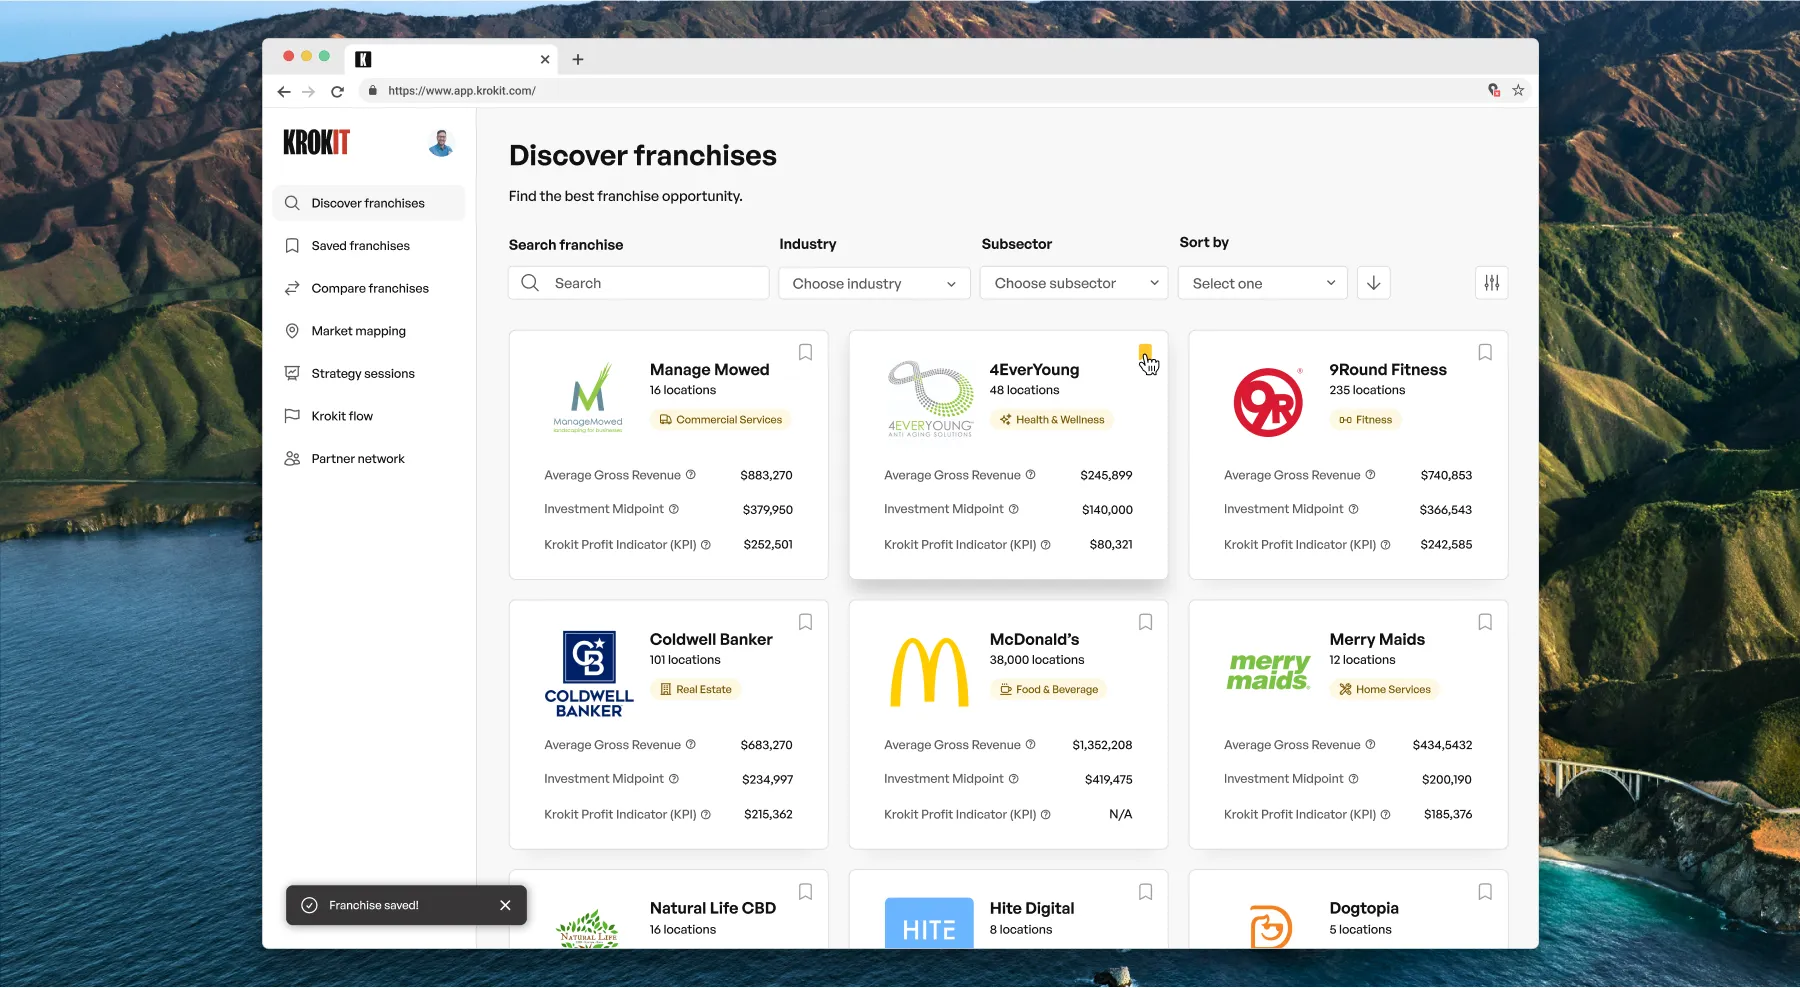 K
https://www.app.krokit.com/
KROKIT
Discover franchises
Saved franchises
Compare franchises
Market mapping
Strategy sessions
Krokit flow
Partner network
Discover franchises
Find the best franchise opportunity.
Search franchise
Industry
Subsector
Sort by
Search
Choose industry
Choose subsector
Select one
ManageMowed
landscaping for businesses
Manage Mowed
16 locations
Commercial Services
Average Gross Revenue $883,270
Investment Midpoint $379,950
Krokit Profit Indicator (KPI) $252,501
4EVERYOUNG
ANTI AGING SOLUTIONS
4EverYoung
48 locations
Health & Wellness
Average Gross Revenue $245,899
Investment Midpoint $140,000
Krokit Profit Indicator (KPI) $80,321
9R
9Round Fitness
235 locations
Fitness
Average Gross Revenue $740,853
Investment Midpoint $366,543
Krokit Profit Indicator (KPI) $242,585
CB
COLDWELL
BANKER
Coldwell Banker
101 locations
Real Estate
Average Gross Revenue $683,270
Investment Midpoint $234,997
Krokit Profit Indicator (KPI) $215,362
McDonald's
38,000 locations
Food & Beverage
Average Gross Revenue $1,352,208
Investment Midpoint $419,475
Krokit Profit Indicator (KPI) N/A
merry
maids.
Merry Maids
12 locations
Home Services
Average Gross Revenue $434,5432
Investment Midpoint $200,190
Krokit Profit Indicator (KPI) $185,376
NATURAL LIFE
Natural Life CBD
16 locations
HITE
Hite Digital
8 locations
Dogtopia
5 locations
Franchise saved!